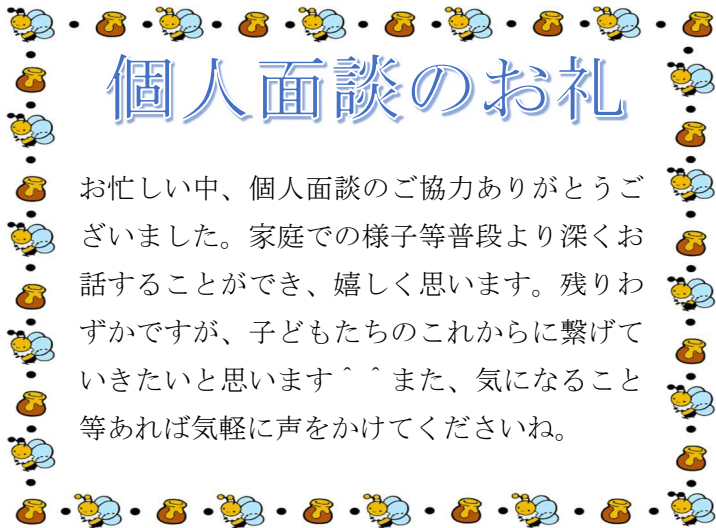 個人面談のお礼
お忙しい中、個人面談のご協力ありがとうご
ざいました。家庭での様子等普段より深くお
話することができ、嬉しく思います。残りわ
ずかですが、子どもたちのこれからに繋げて
いきたいと思います＾＾また、気になること
等あれば気軽に声をかけてくださいね。